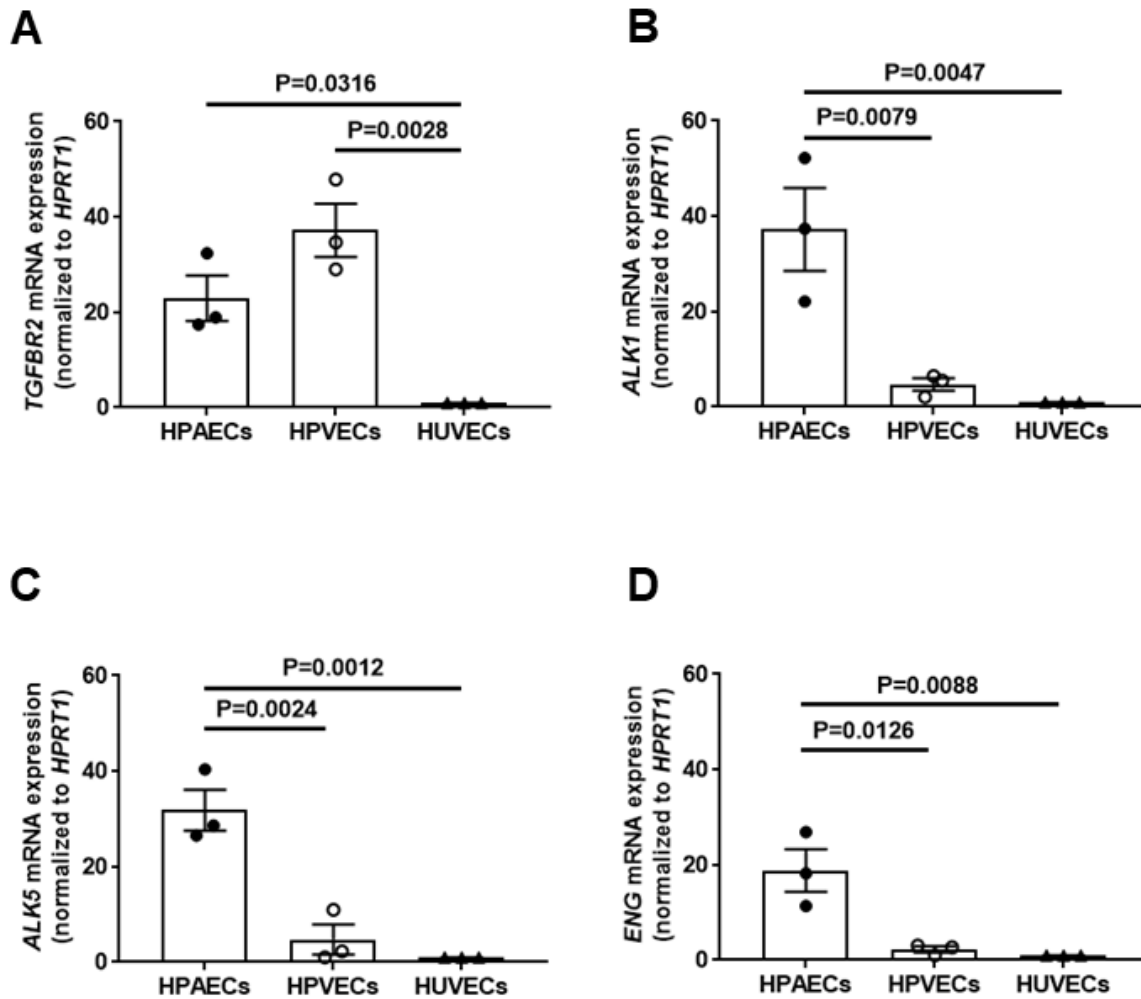 A
P=0.0316
P=0.0028
TGFBR2 mRNA expression
(normalized to HPRT1)
60
40
20
0
HPAECs HPVECs HUVECs
B
P=0.0047
P=0.0079
ALK1 mRNA expression
(normalized to HPRT1)
60
40
20
0
HPAECs HPVECs HUVECs
C
P=0.0012
P=0.0024
ALK5 mRNA expression
(normalized to HPRT1)
60
40
20
0
HPAECs HPVECs HUVECs
D
P=0.0088
P=0.0126
ENG mRNA expression
(normalized to HPRT1)
60
40
20
0
HPAECs HPVECs HUVECs